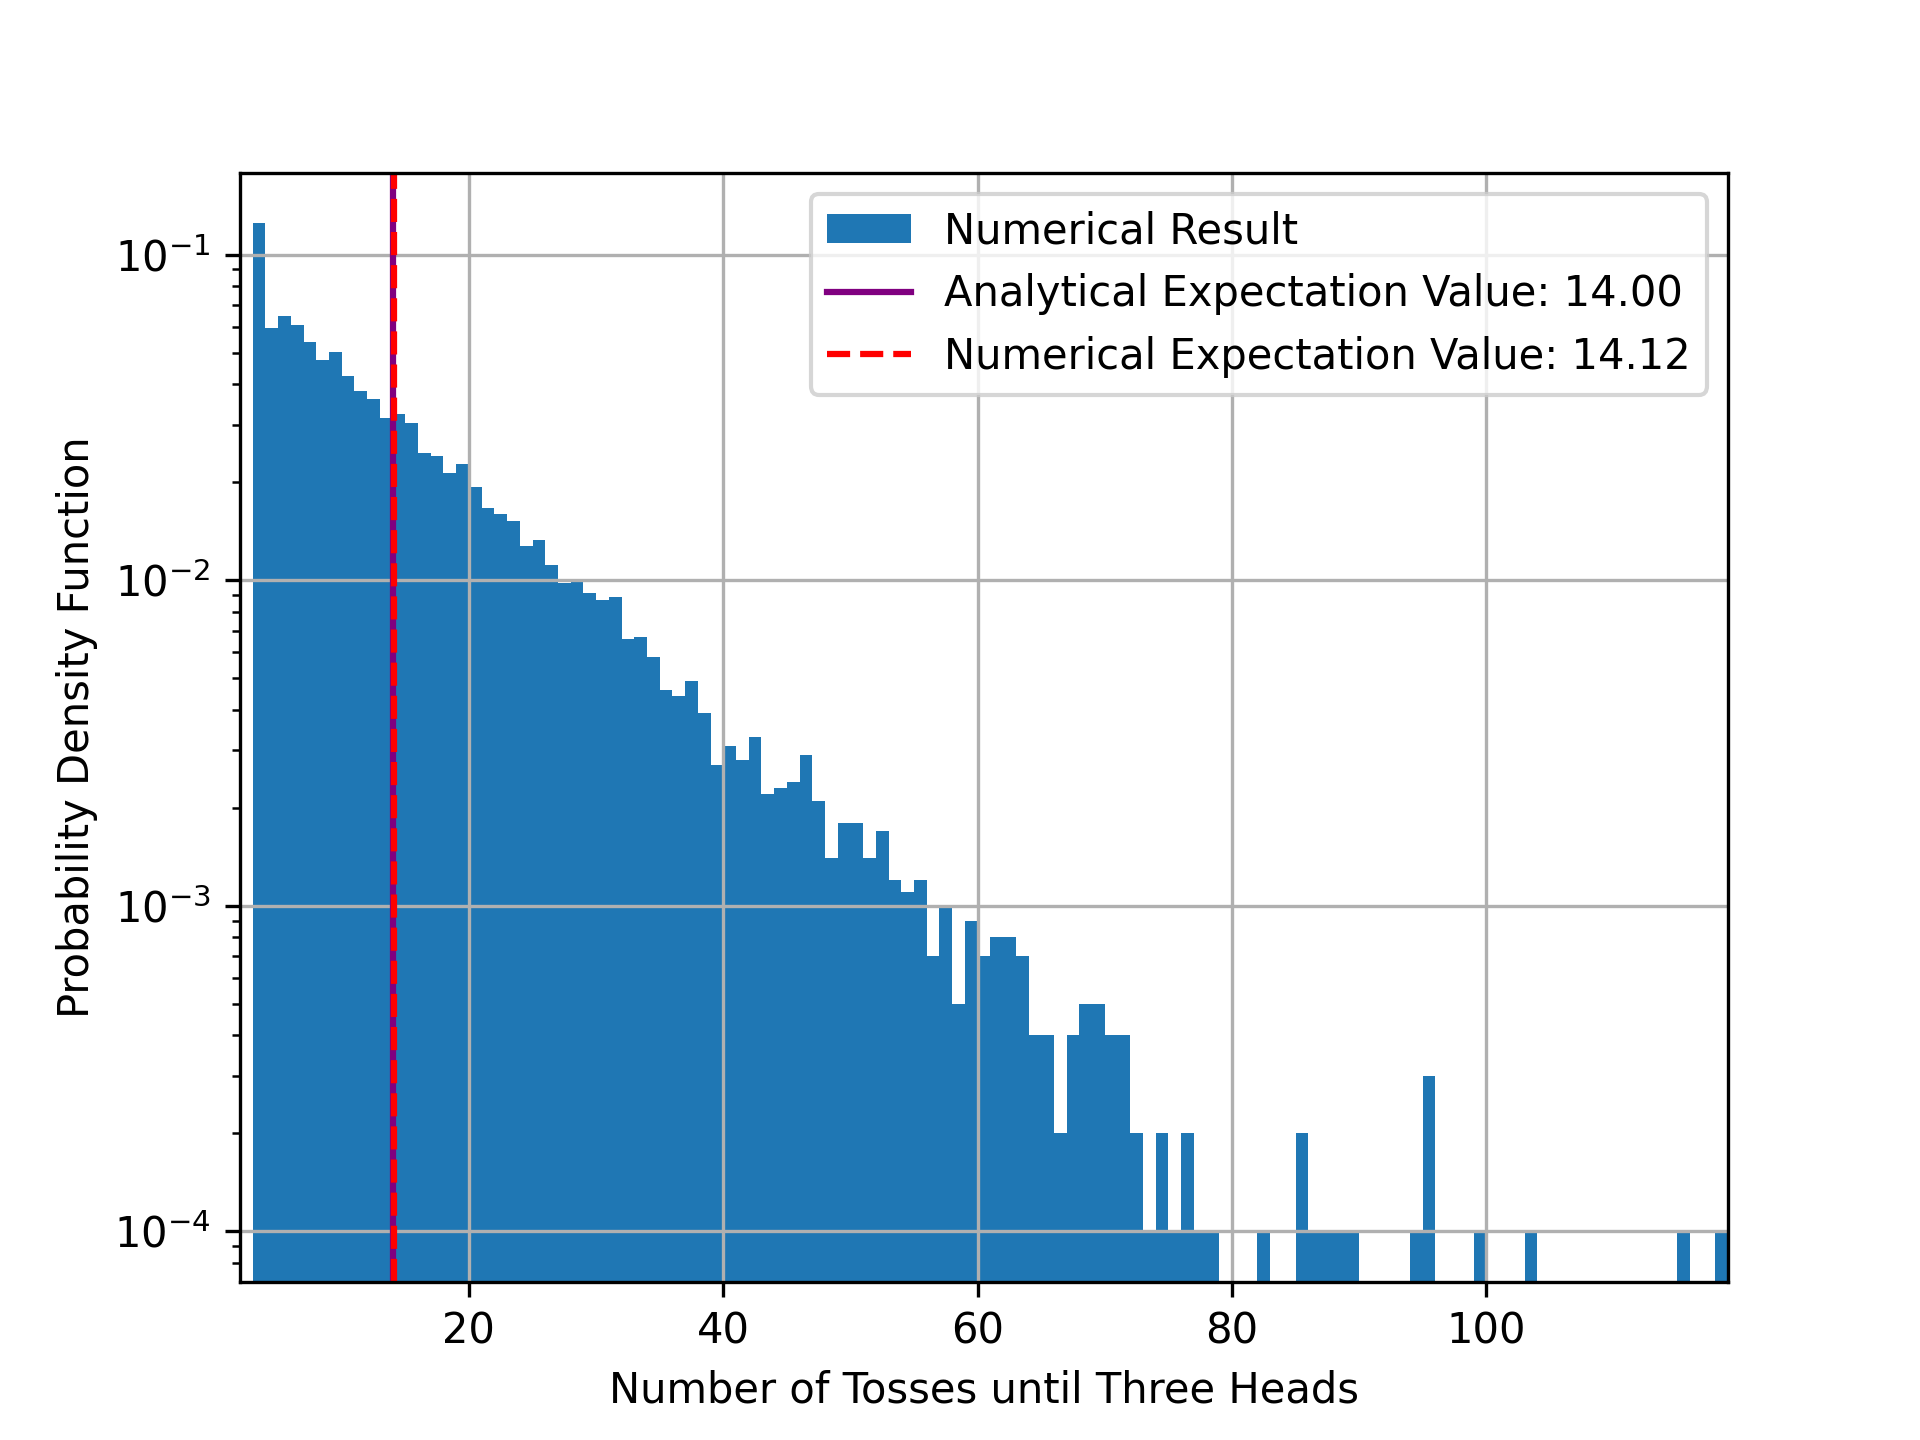 Numerical Result
Analytical Expectation Value: 14.00
Numerical Expectation Value: 14.12
Probability Density Function
10⁻¹
10⁻²
10⁻³
10⁻⁴
20 40 60 80 100
Number of Tosses until Three Heads